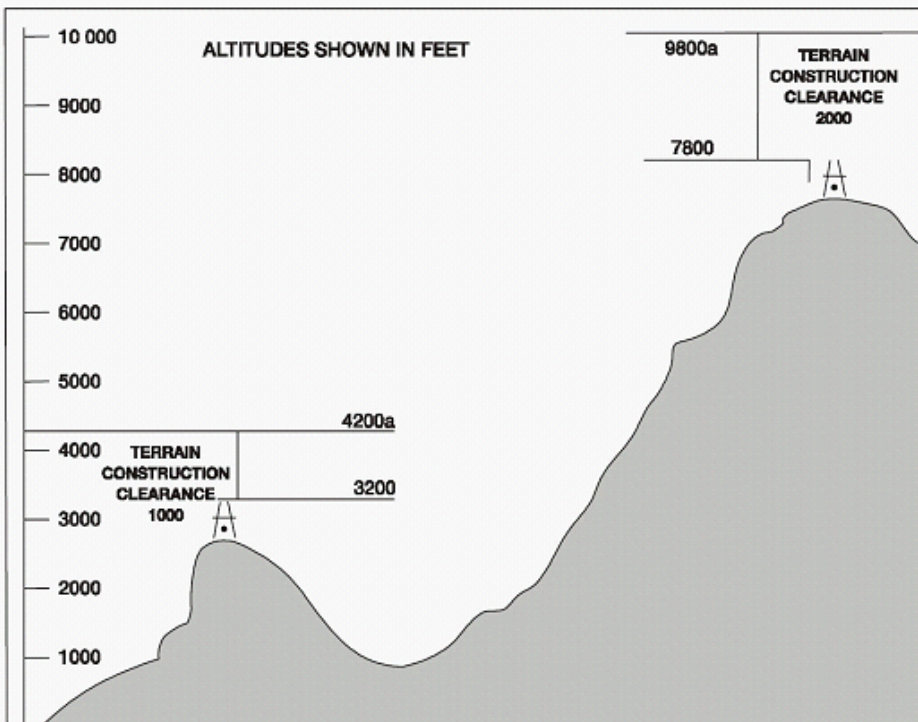 10 000
9000
8000
7000
6000
5000
4000
3000
2000
1000
ALTITUDES SHOWN IN FEET
9800a
TERRAIN
CONSTRUCTION
CLEARANCE
2000
7800
4200a
TERRAIN
CONSTRUCTION
CLEARANCE
1000
3200